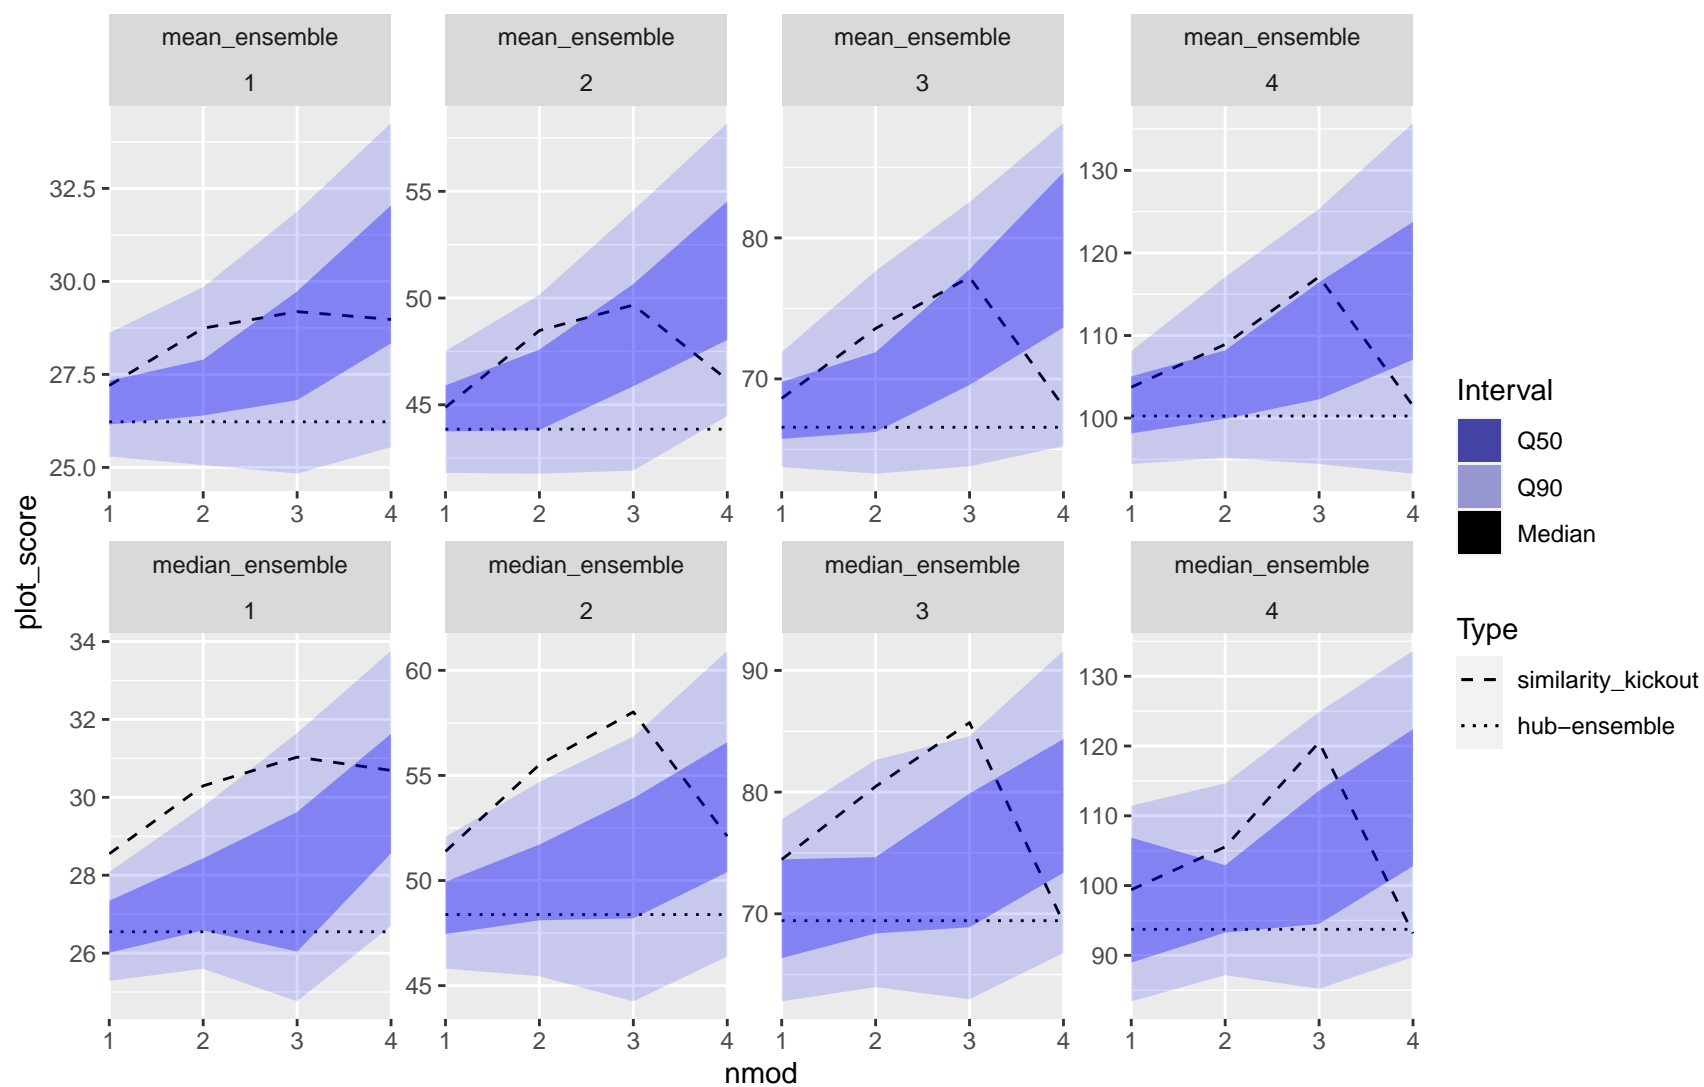 mean_ensemble
1
mean_ensemble
2
mean_ensemble
3
mean_ensemble
4
32.5
30.0
27.5
25.0
1 2 3 4
55
50
45
1 2 3 4
80
70
1 2 3 4
130
120
110
100
1 2 3 4
median_ensemble
1
median_ensemble
2
median_ensemble
3
median_ensemble
4
34
32
30
28
26
1 2 3 4
60
55
50
45
1 2 3 4
90
80
70
1 2 3 4
130
120
110
100
90
1 2 3 4
plot_score
nmod
Interval
Q50
Q90
Median
Type
similarity_kickout
hub−ensemble